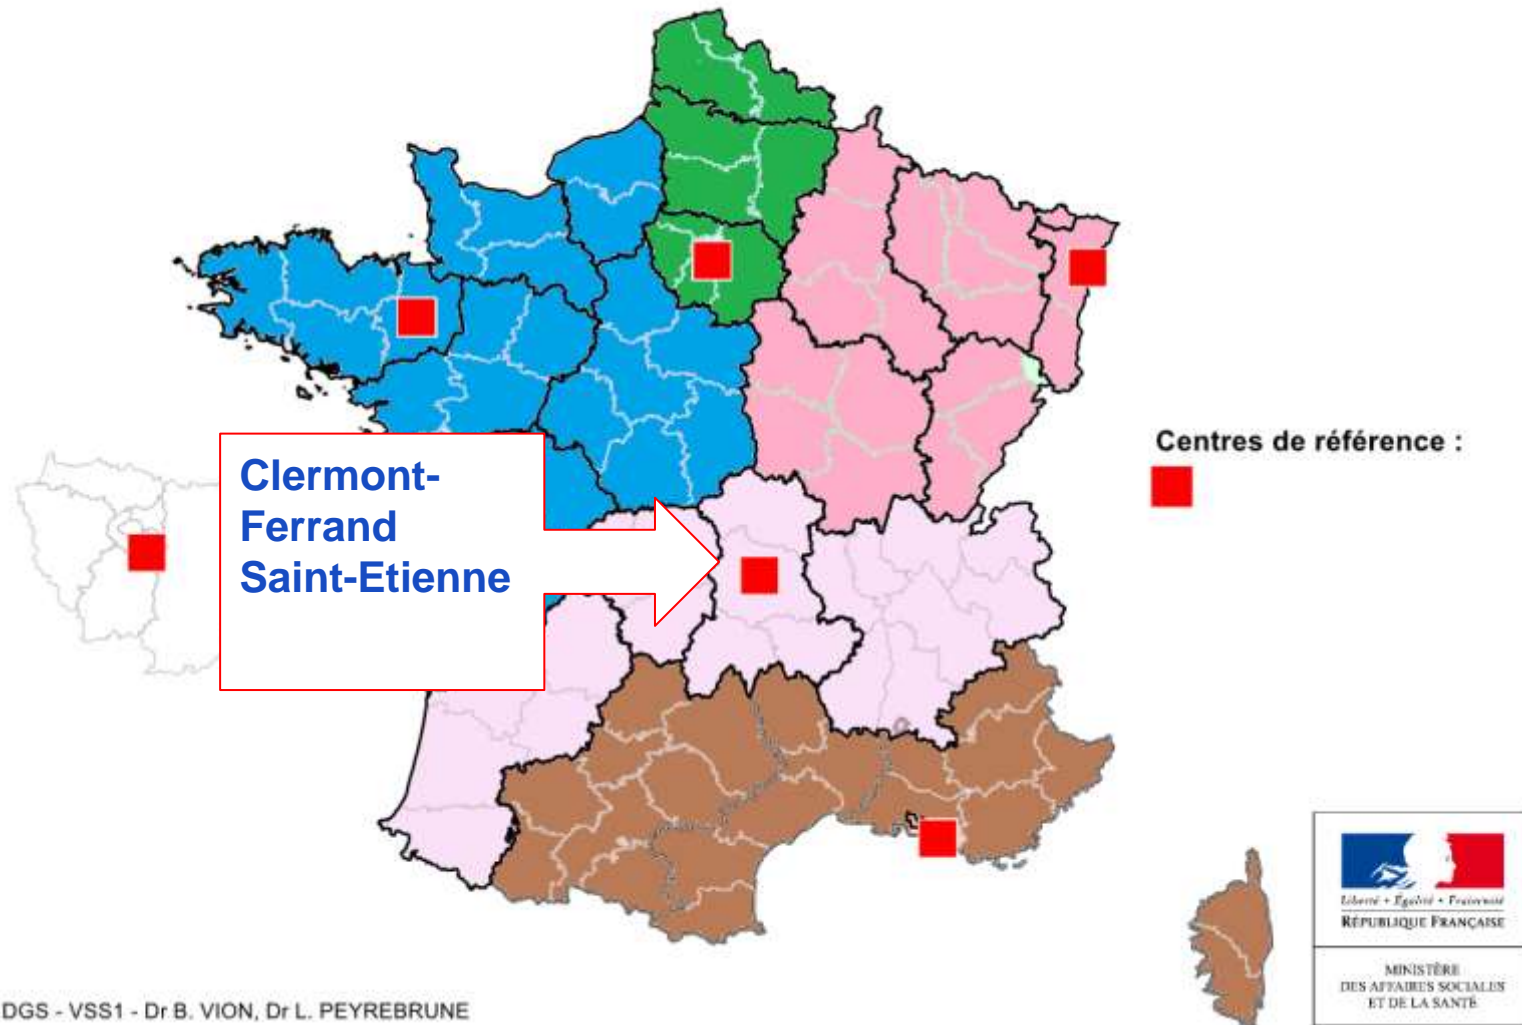 Clermont-
Ferrand
Saint-Etienne
Centres de référence :
Liberté • Égalité • Fraternité
RÉPUBLIQUE FRANÇAISE
MINISTÈRE
DES AFFAIRES SOCIALES
ET DE LA SANTÉ
DGS - VSS1 - Dr B. VION, Dr L. PEYREBRUNE